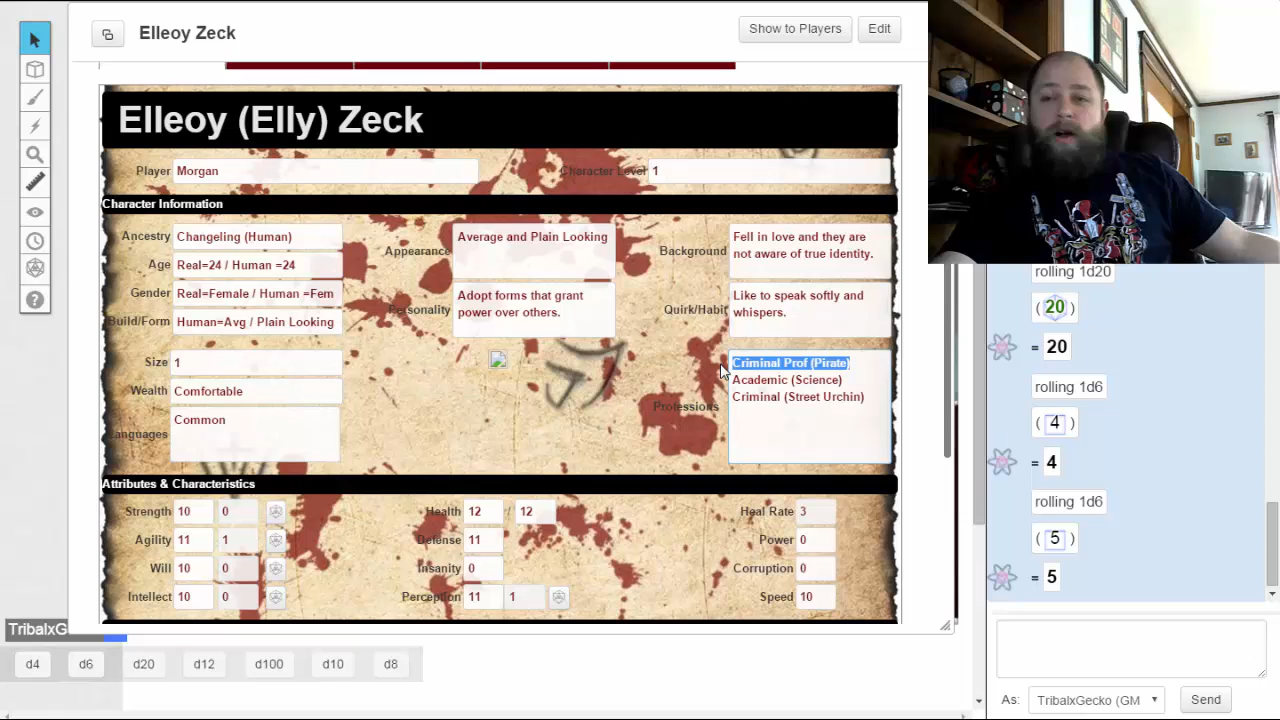 Elleoy Zeck
Show to Players
Edit
Elleoy (Elly) Zeck
Player
Morgan
Character Level
1
Character Information
Ancestry
Changeling (Human)
Age
Real=24 / Human =24
Gender
Real=Female / Human =Fem
Build/Form
Human=Avg / Plain Looking
Appearance
Average and Plain Looking
Personality
Adopt forms that grant
power over others.
Background
Fell in love and they are
not aware of true identity.
Quirk/Habit
Like to speak softly and
whispers.
Size
1
Wealth
Comfortable
Languages
Common
Professions
Criminal Prof (Pirate)
Academic (Science)
Criminal (Street Urchin)
Attributes & Characteristics
Strength 10 0
Agility 11 1
Will 10 0
Intellect 10 0
Health 12 / 12
Defense 11
Insanity 0
Perception 11 1
Heal Rate 3
Power 0
Corruption 0
Speed 10
TribalxG
d4 d6 d20 d12 d100 d10 d8
rolling 1d20
( 20 )
= 20
rolling 1d6
( 4 )
= 4
rolling 1d6
( 5 )
= 5
As: TribalxGecko (GM
Send